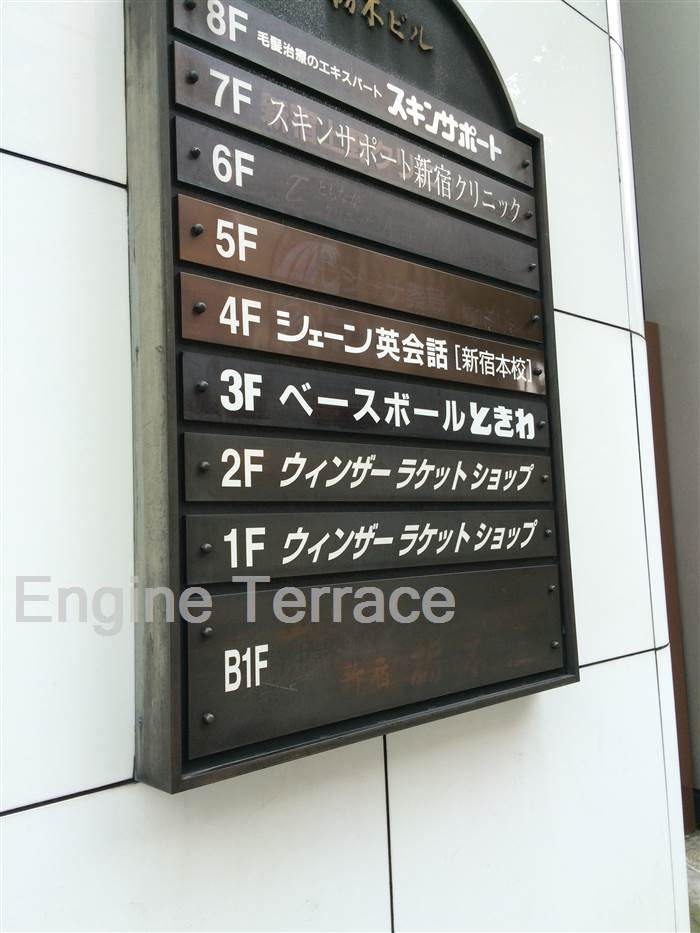 木ビル
8F 毛髪治療のエキスパート スキンサポート
7F スキンサポート新宿クリニック
6F
5F
4F シェーン英会話 [新宿本校]
3F ベースボールときわ
2F ウィンザー ラケットショップ
1F ウィンザー ラケットショップ
Engine Terrace
B1F